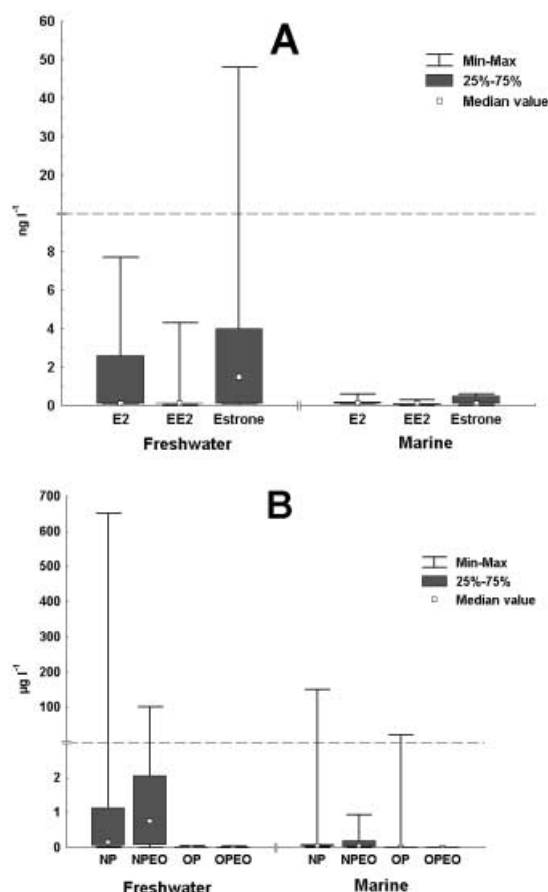 A
60
50
40
30
20
8
6
4
2
0
ng l⁻¹
Min-Max
25%-75%
Median value
E2 EE2 Estrone E2 EE2 Estrone
Freshwater Marine
B
700
600
500
400
300
200
100
2
1
0
µg l⁻¹
Min-Max
25%-75%
Median value
NP NPEO OP OPEO NP NPEO OP OPEO
Freshwater Marine